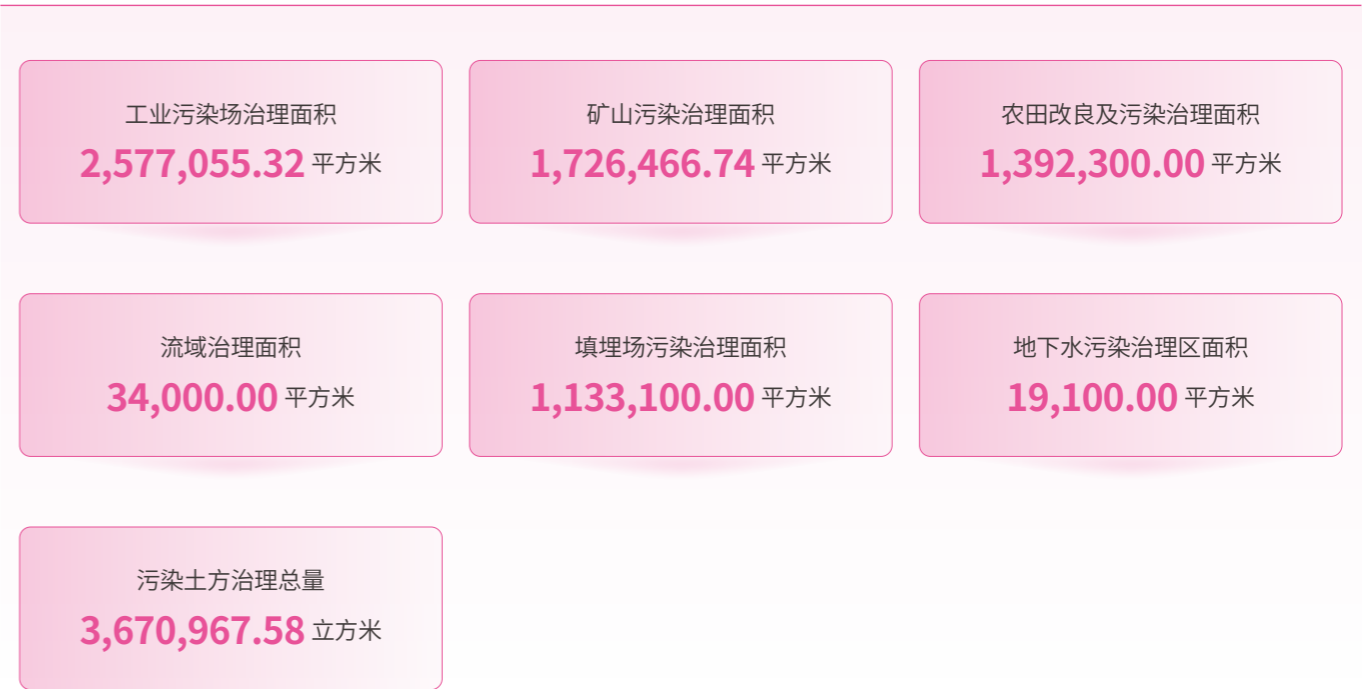 工业污染场治理面积
2,577,055.32 平方米
矿山污染治理面积
1,726,466.74 平方米
农田改良及污染治理面积
1,392,300.00 平方米
流域治理面积
34,000.00 平方米
填埋场污染治理面积
1,133,100.00 平方米
地下水污染治理区面积
19,100.00 平方米
污染土方治理总量
3,670,967.58 立方米